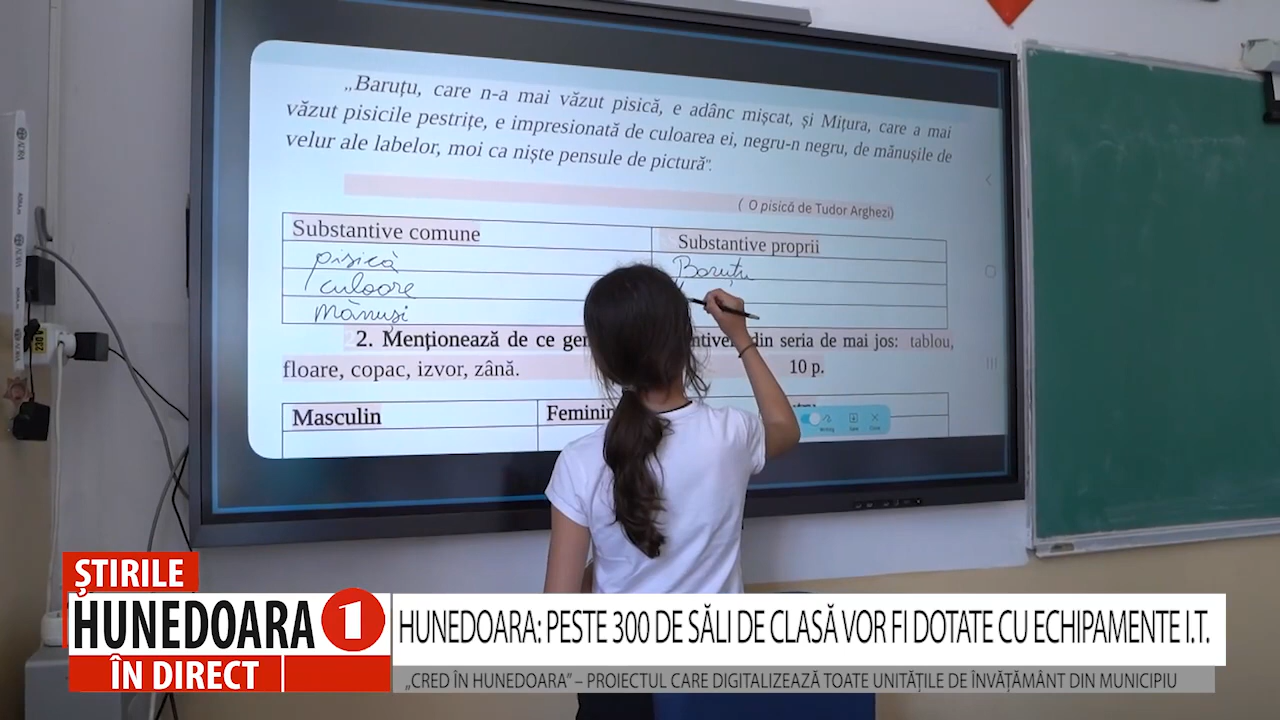 „Baruțu, care n-a mai văzut pisică, e adânc mișcat, și Mițura, care a mai
văzut pisicile pestrițe, e impresionată de culoarea ei, negru-n negru, de mănușile de
velur ale labelor, moi ca niște pensule de pictură”.
( O pisică de Tudor Arghezi)
Substantive comune
Substantive proprii
pisică
Baruțu
culoare
mănuși
2. Menționează de ce gen din seria de mai jos: tablou,
floare, copac, izvor, zână. 10 p.
Masculin
Feminin
Writing
Save
Close
230
ȘTIRILE
HUNEDOARA 1
ÎN DIRECT
HUNEDOARA: PESTE 300 DE SĂLI DE CLASĂ VOR FI DOTATE CU ECHIPAMENTE I.T.
„CRED ÎN HUNEDOARA” – PROIECTUL CARE DIGITALIZEAZĂ TOATE UNITĂȚILE DE ÎNVĂȚĂMÂNT DIN MUNICIPIU